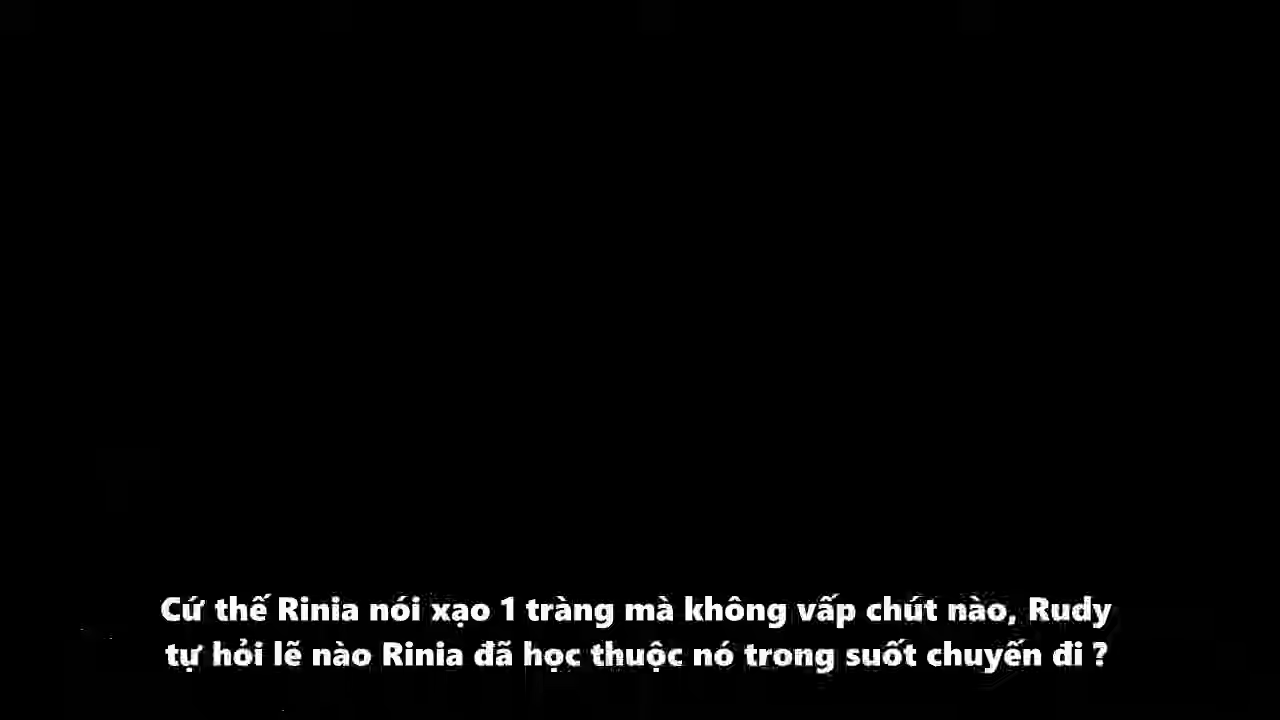 Cứ thế Rinia nói xạo 1 tràng mà không vấp chút nào, Rudy
tự hỏi lẽ nào Rinia đã học thuộc nó trong suốt chuyến đi ?